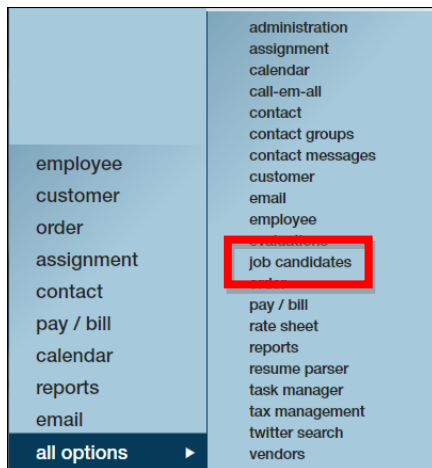 employee
customer
order
assignment
contact
pay / bill
calendar
reports
email
all options
administration
assignment
calendar
call-em-all
contact
contact groups
contact messages
customer
email
employee
evaluations
job candidates
order
pay / bill
rate sheet
reports
resume parser
task manager
tax management
twitter search
vendors